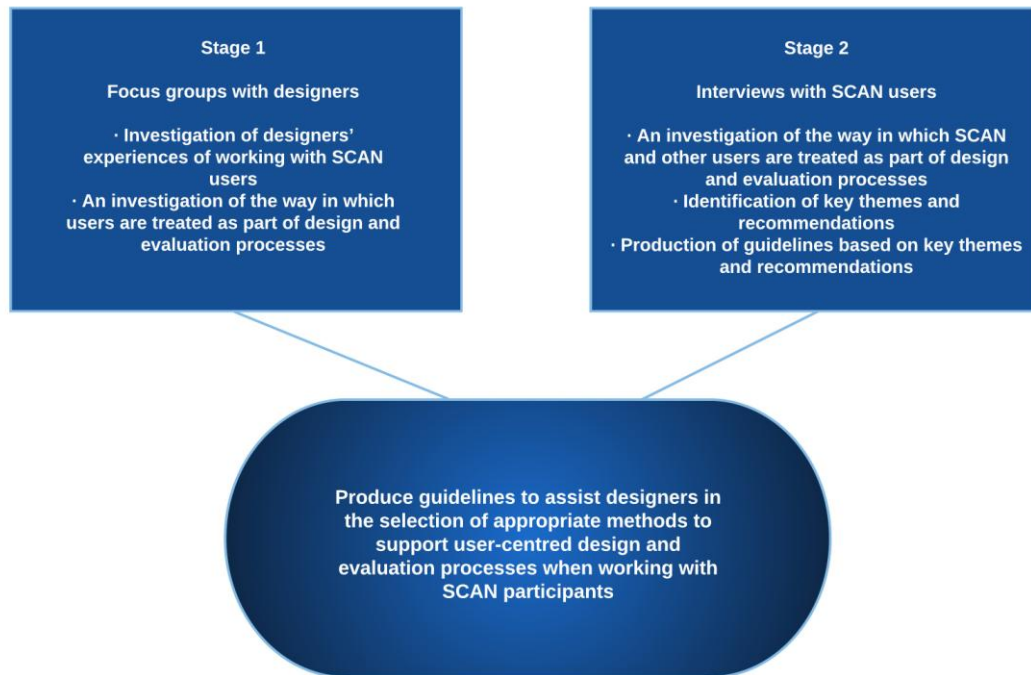 Stage 1
Focus groups with designers
· Investigation of designers’
experiences of working with SCAN
users
· An investigation of the way in which
users are treated as part of design and
evaluation processes
Stage 2
Interviews with SCAN users
· An investigation of the way in which SCAN
and other users are treated as part of design
and evaluation processes
· Identification of key themes and
recommendations
· Production of guidelines based on key themes
and recommendations
Produce guidelines to assist designers in
the selection of appropriate methods to
support user-centred design and
evaluation processes when working with
SCAN participants